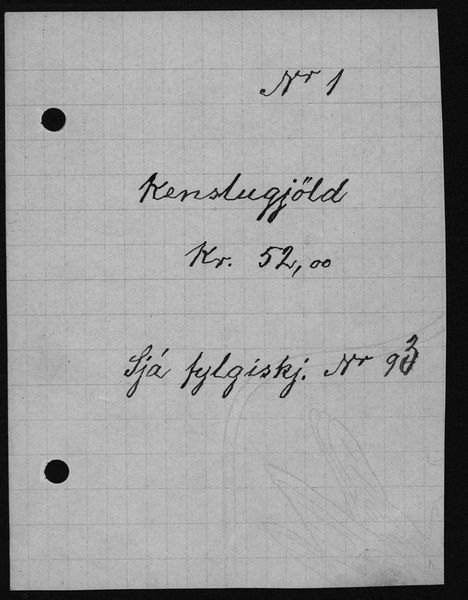 Nr 1
Kenslugjöld
Kr. 52,00
Sjá fylgiskj. Nr 93